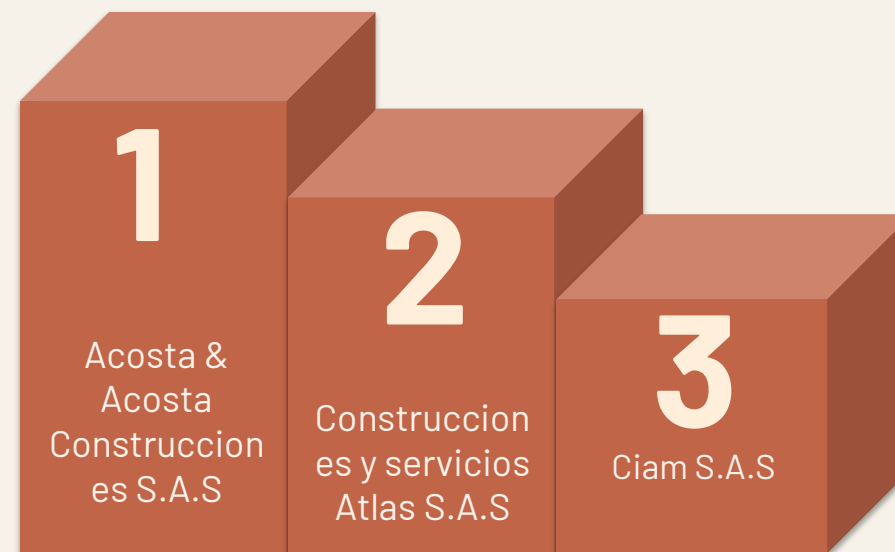 1
Acosta &
Acosta
Construccion
es S.A.S
2
Construccion
es y servicios
Atlas S.A.S
3
Ciam S.A.S